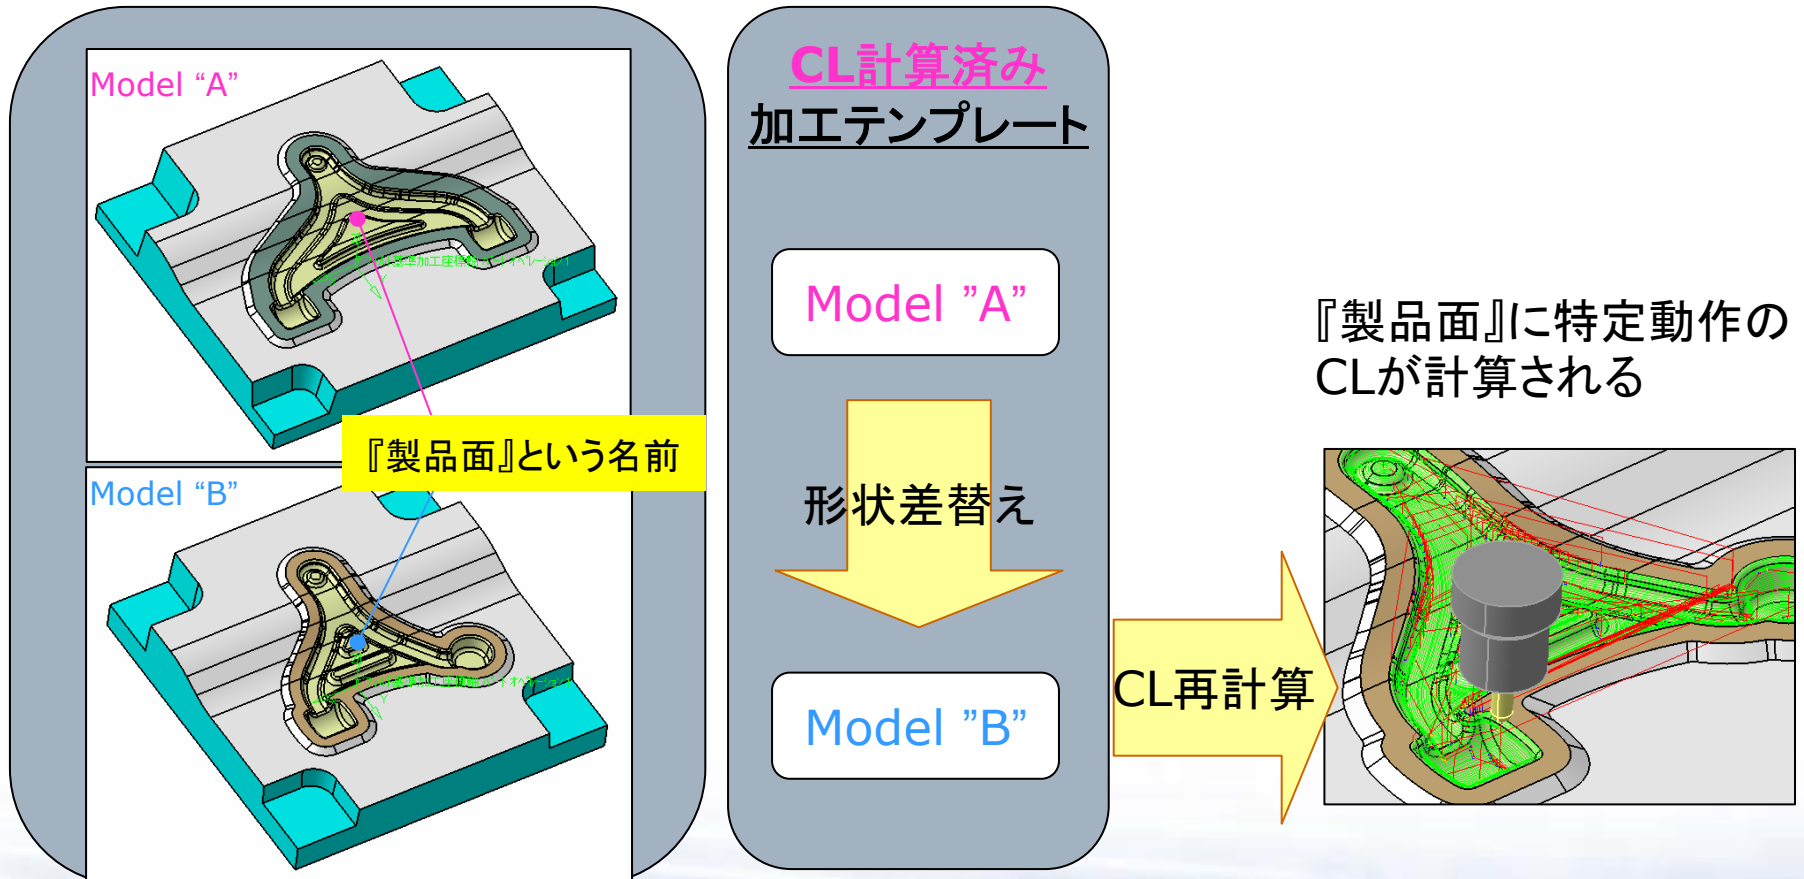 Model “A”
『製品面』という名前
Model “B”
CL計算済み
加工テンプレート
Model ”A”
形状差替え
Model ”B”
CL再計算
『製品面』に特定動作の
CLが計算される